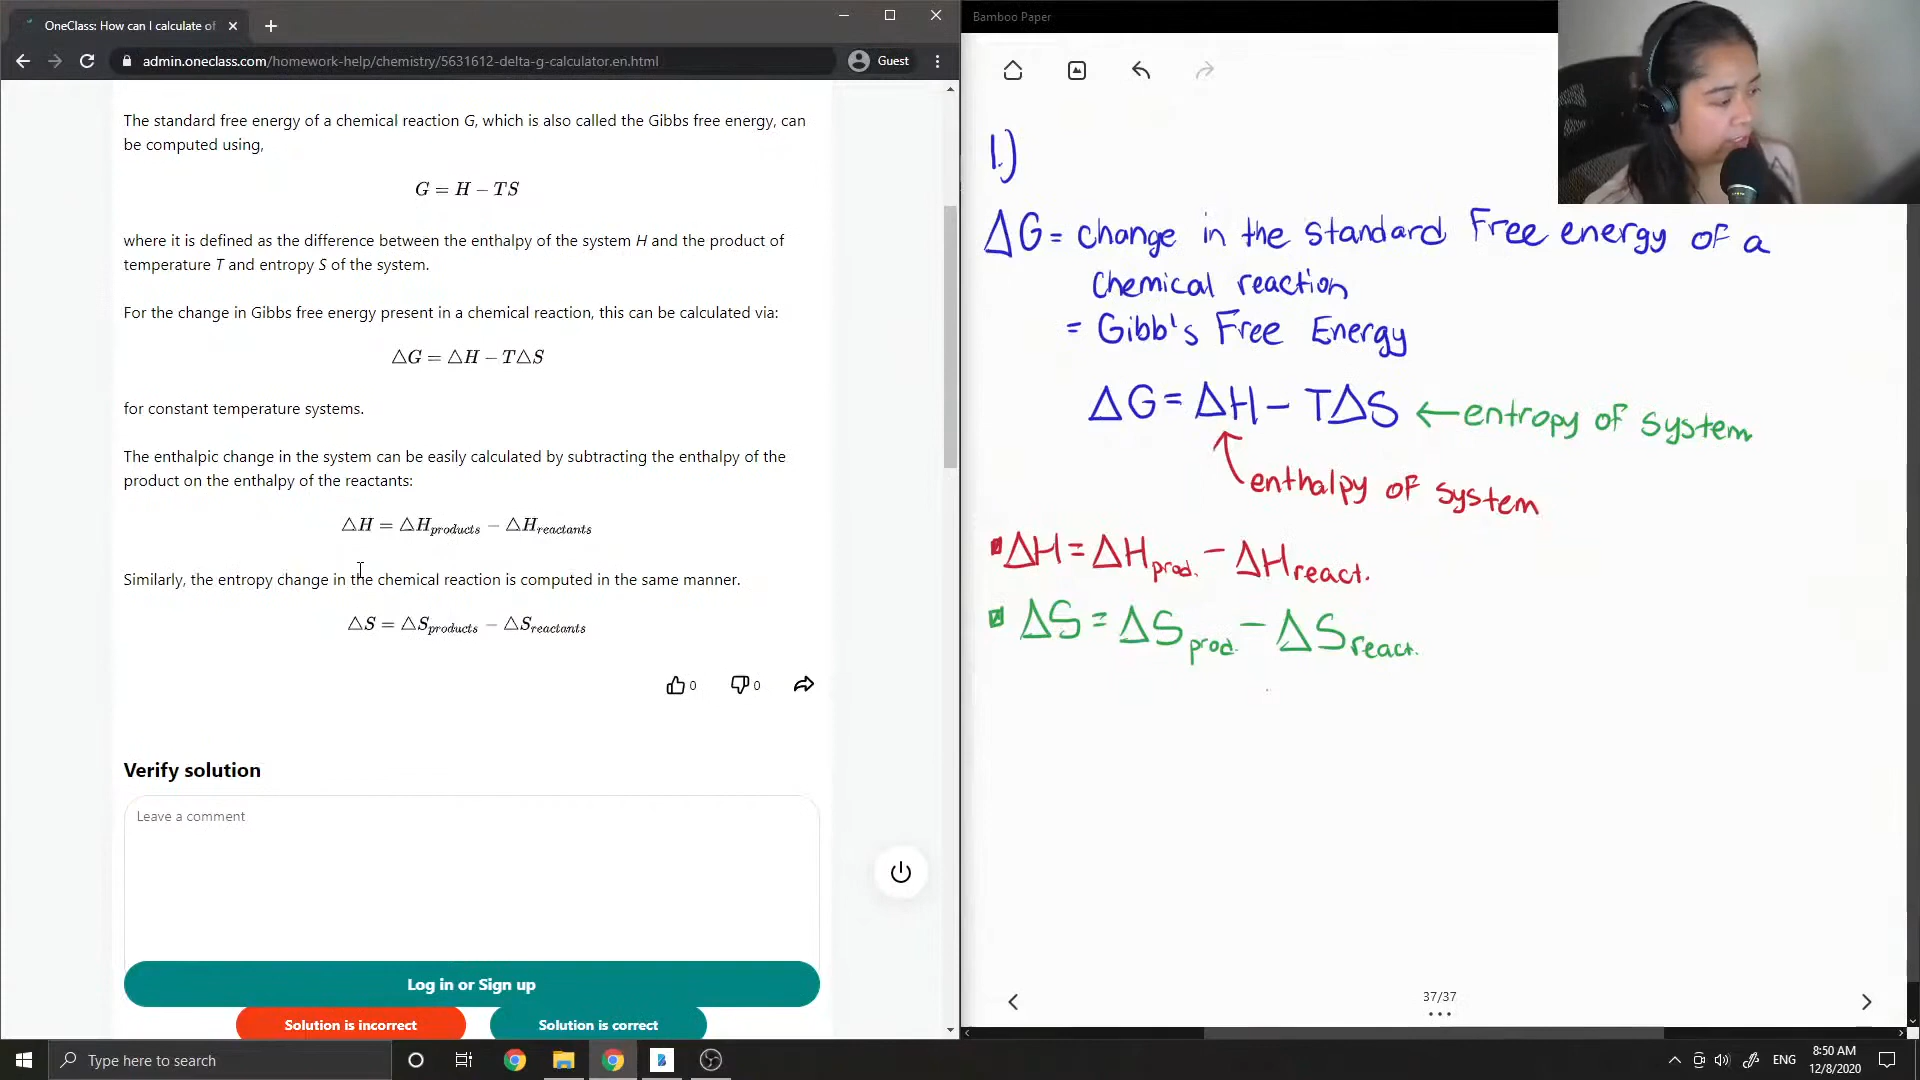 OneClass: How can I calculate of
admin.oneclass.com/homework-help/chemistry/5631612-delta-g-calculator.en.html
Guest
The standard free energy of a chemical reaction G, which is also called the Gibbs free energy, can
be computed using,
G = H − TS
where it is defined as the difference between the enthalpy of the system H and the product of
temperature T and entropy S of the system.
For the change in Gibbs free energy present in a chemical reaction, this can be calculated via:
△G = △H − T△S
for constant temperature systems.
The enthalpic change in the system can be easily calculated by subtracting the enthalpy of the
product on the enthalpy of the reactants:
△H = △Hproducts − △Hreactants
Similarly, the entropy change in the chemical reaction is computed in the same manner.
△S = △Sproducts − △Sreactants
0
0
Verify solution
Leave a comment
Log in or Sign up
Solution is incorrect
Solution is correct
Bamboo Paper
1.)
ΔG = change in the standard Free energy of a
chemical reaction
= Gibb's Free Energy
ΔG = ΔH − TΔS ← entropy of system
enthalpy of system
ΔH = ΔHprod. − ΔHreact.
ΔS = ΔSprod. − ΔSreact.
37/37
Type here to search
ENG
8:50 AM
12/8/2020